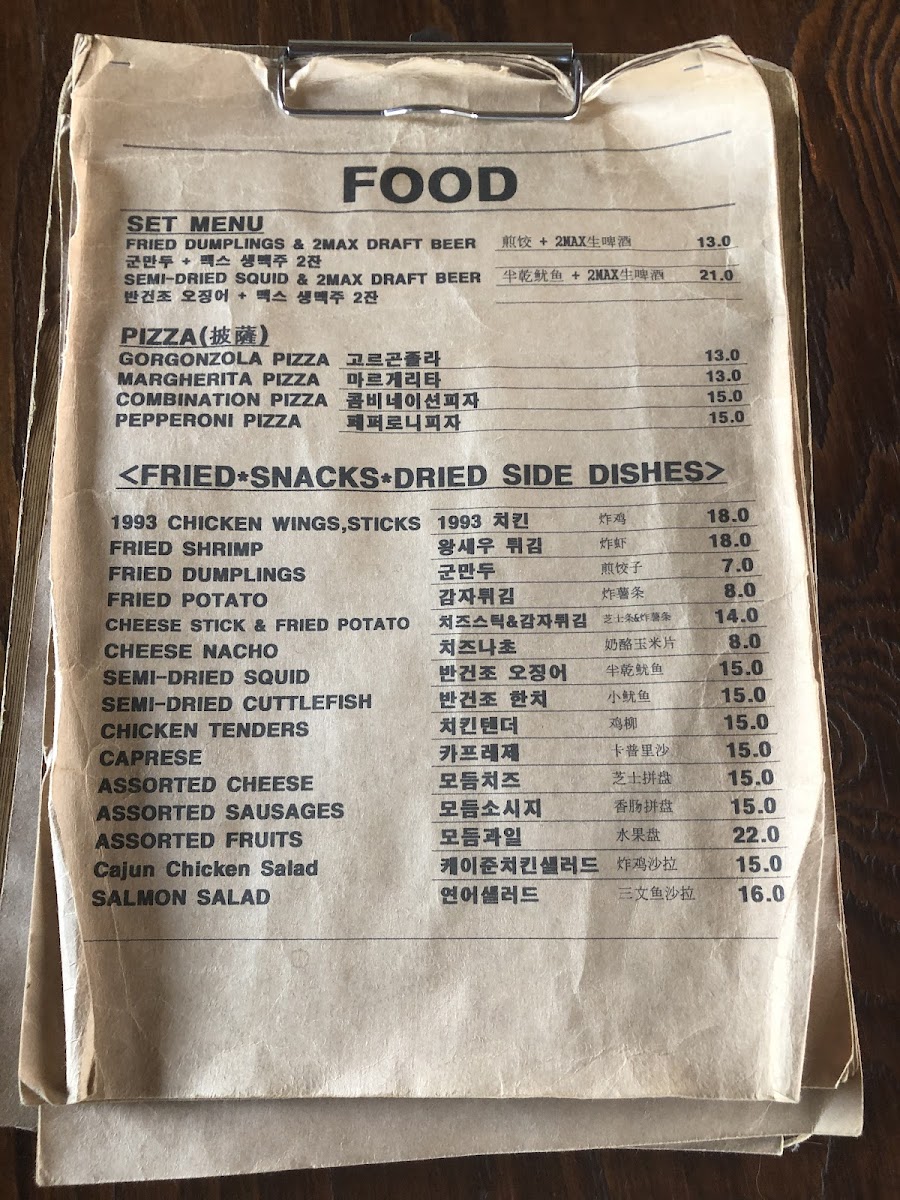 FOOD
SET MENU
FRIED DUMPLINGS & 2MAX DRAFT BEER 煎饺 + 2MAX生啤酒 13.0
군만두 + 맥스 생맥주 2잔
SEMI-DRIED SQUID & 2MAX DRAFT BEER 半乾鱿鱼 + 2MAX生啤酒 21.0
반건조 오징어 + 맥스 생맥주 2잔
PIZZA(披薩)
GORGONZOLA PIZZA 고르곤졸라 13.0
MARGHERITA PIZZA 마르게리타 13.0
COMBINATION PIZZA 콤비네이션피자 15.0
PEPPERONI PIZZA 페퍼로니피자 15.0
<FRIED*SNACKS*DRIED SIDE DISHES>
1993 CHICKEN WINGS,STICKS 1993 치킨 炸鸡 18.0
FRIED SHRIMP 왕새우 튀김 炸虾 18.0
FRIED DUMPLINGS 군만두 煎饺子 7.0
FRIED POTATO 감자튀김 炸薯条 8.0
CHEESE STICK & FRIED POTATO 치즈스틱&감자튀김 芝士条&炸薯条 14.0
CHEESE NACHO 치즈나쵸 奶酪玉米片 8.0
SEMI-DRIED SQUID 반건조 오징어 半乾鱿鱼 15.0
SEMI-DRIED CUTTLEFISH 반건조 한치 小鱿鱼 15.0
CHICKEN TENDERS 치킨텐더 鸡柳 15.0
CAPRESE 카프레제 卡普里沙 15.0
ASSORTED CHEESE 모듬치즈 芝士拼盘 15.0
ASSORTED SAUSAGES 모듬소시지 香肠拼盘 15.0
ASSORTED FRUITS 모듬과일 水果盘 22.0
Cajun Chicken Salad 케이준치킨샐러드 炸鸡沙拉 15.0
SALMON SALAD 연어샐러드 三文鱼沙拉 16.0